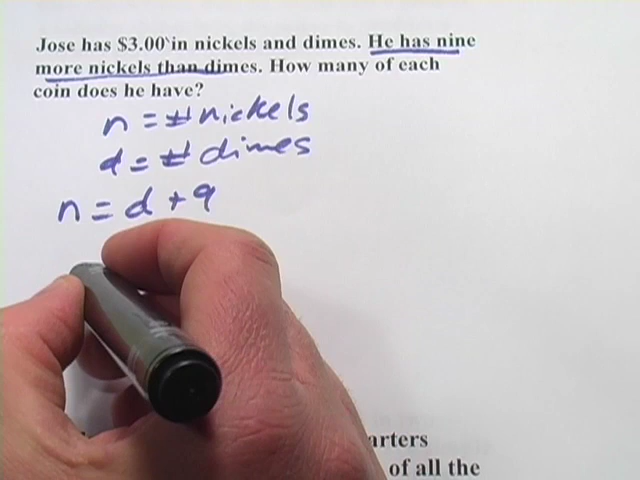 Jose has $3.00 in nickels and dimes. He has nine
more nickels than dimes. How many of each
coin does he have?
n = # nickels
d = # dimes
n = d + 9
of all the